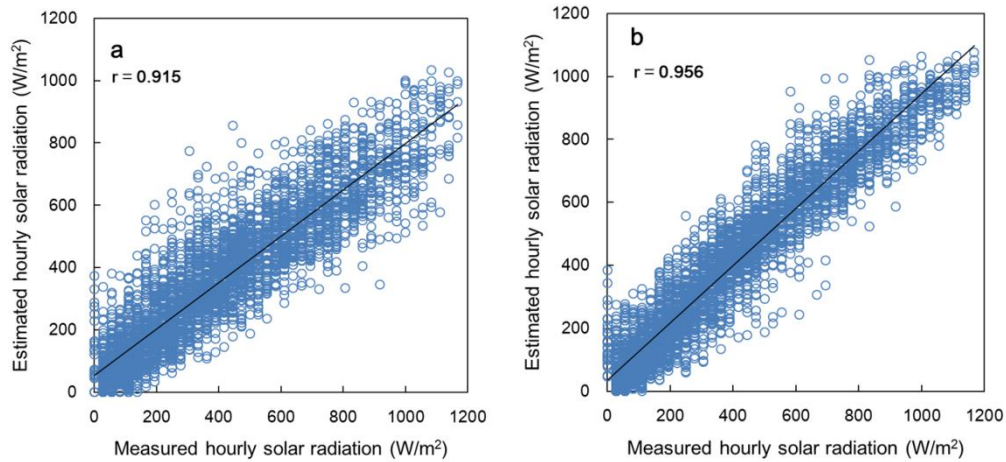 a
r = 0.915
Estimated hourly solar radiation (W/m²)
1200
1000
800
600
400
200
0
0 200 400 600 800 1000 1200
Measured hourly solar radiation (W/m²)
b
r = 0.956
Estimated hourly solar radiation (W/m²)
1200
1000
800
600
400
200
0
0 200 400 600 800 1000 1200
Measured hourly solar radiation (W/m²)